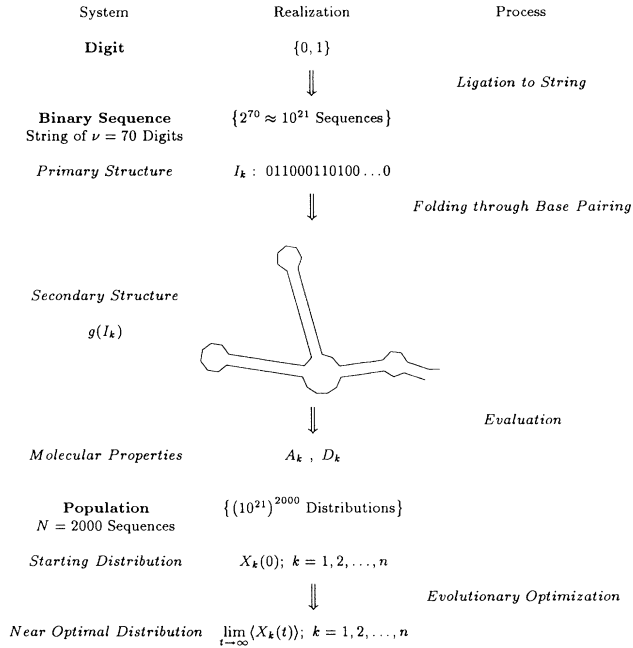 System Realization Process
Digit {0, 1}
⇓
Ligation to String
Binary Sequence {2^70 ≈ 10^21 Sequences}
String of ν = 70 Digits
Primary Structure I_k : 011000110100...0
⇓
Folding through Base Pairing
Secondary Structure
g(I_k)
⇓
Evaluation
Molecular Properties A_k , D_k
Population {(10^21)^2000 Distributions}
N = 2000 Sequences
Starting Distribution X_k(0); k = 1, 2, ..., n
⇓
Evolutionary Optimization
Near Optimal Distribution lim_{t→∞} ⟨X_k(t)⟩; k = 1, 2, ..., n